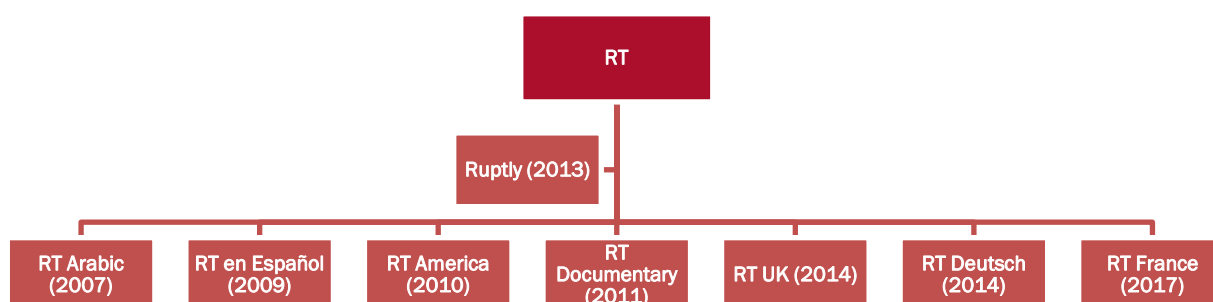 RT
Ruptly (2013)
RT Arabic
(2007)
RT en Español
(2009)
RT America
(2010)
RT
Documentary
(2011)
RT UK (2014)
RT Deutsch
(2014)
RT France
(2017)